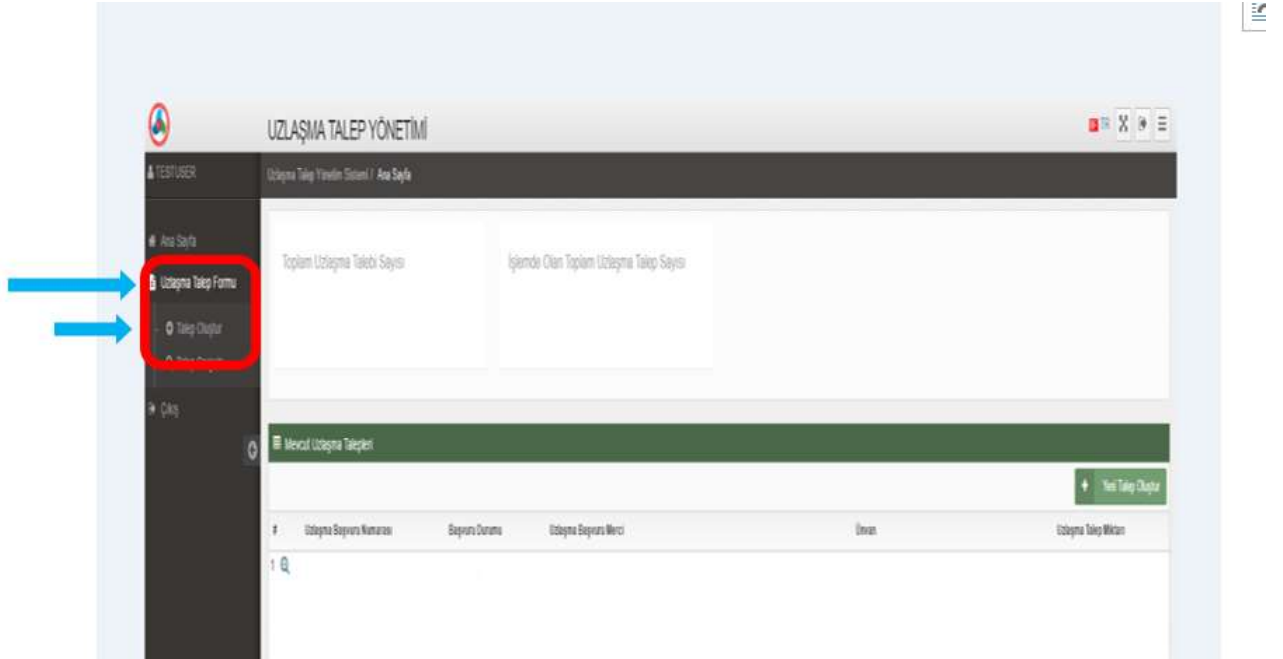 UZLAŞMA TALEP YÖNETİMİ
TR
TESTUSER
Uzlaşma Talep Yönetim Sistemi / Ana Sayfa
Ana Sayfa
Uzlaşma Talep Formu
Talep Oluştur
Talep
Çıkış
Toplam Uzlaşma Talebi Sayısı
İşlemde Olan Toplam Uzlaşma Talep Sayısı
Mevcut Uzlaşma Talepleri
Yeni Talep Oluştur
# Uzlaşma Başvuru Numarası Başvuru Durumu Uzlaşma Başvuru Merci Ünvan Uzlaşma Talep Miktarı
1